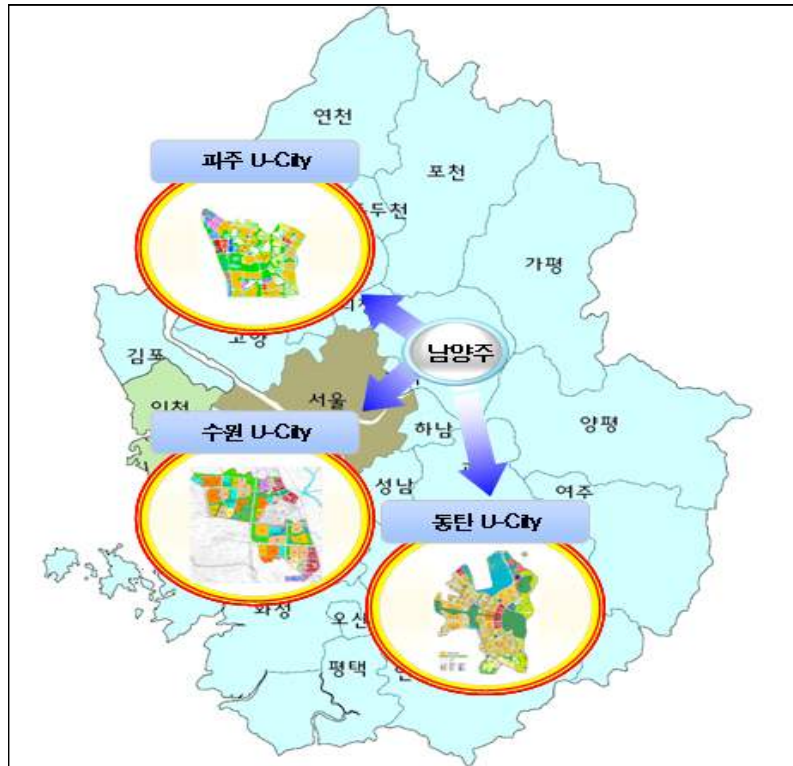 연천
파주 U-City
포천
두천
가평
고양
남양주
김포
인천
서울
수원 U-City
하남
양평
성남
여주
동탄 U-City
화성
오산
평택